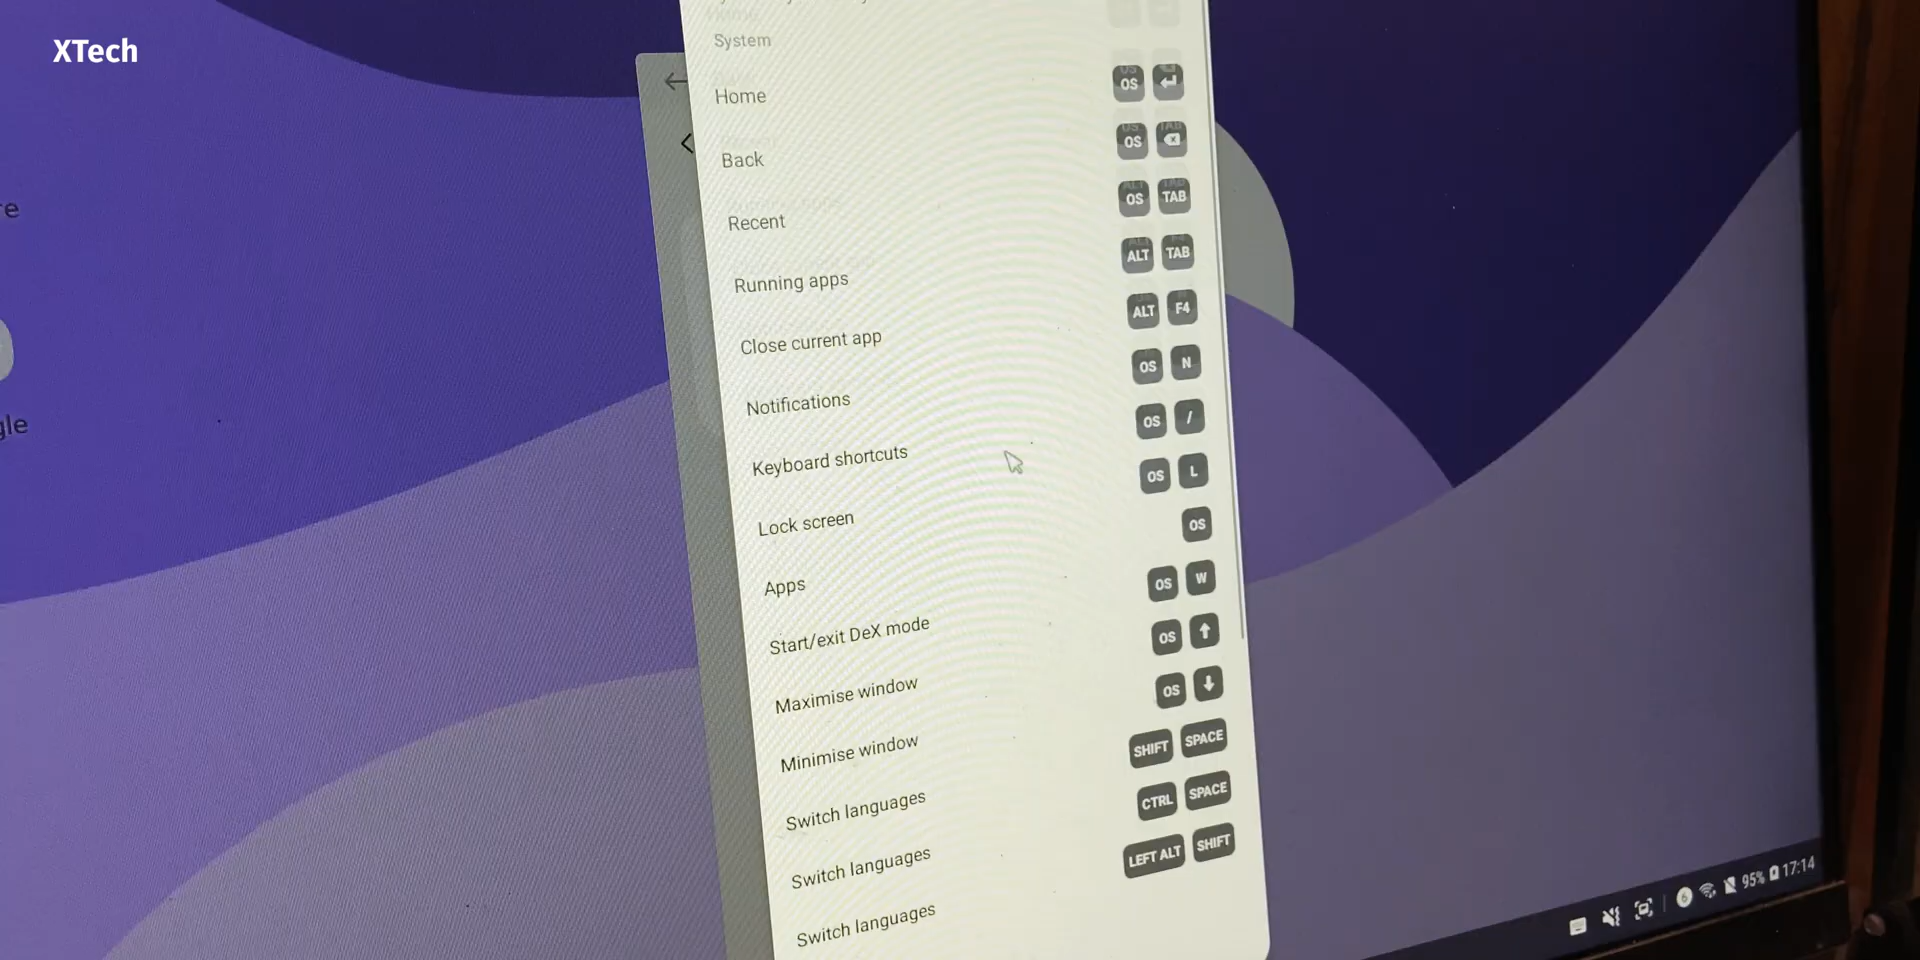 XTech
System
Home OS
Back OS
Recent OS TAB
Running apps ALT TAB
Close current app ALT F4
Notifications OS N
Keyboard shortcuts OS /
Lock screen OS L
Apps OS
Start/exit DeX mode OS W
Maximise window OS
Minimise window OS
Switch languages SHIFT SPACE
Switch languages CTRL SPACE
Switch languages LEFT ALT SHIFT
re
gle
95% 17:14